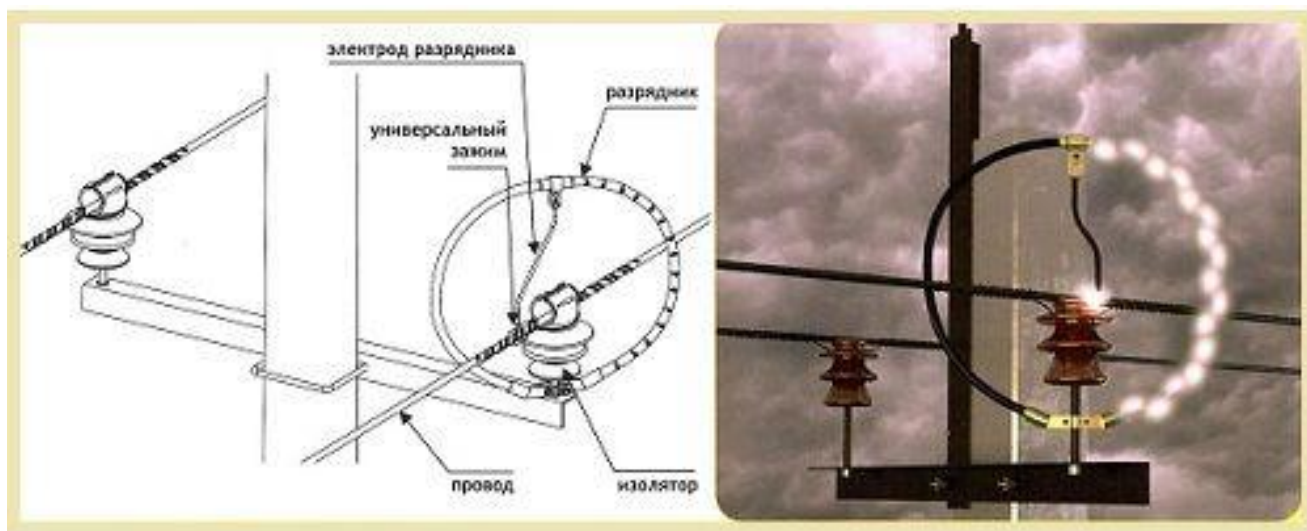 электрод разрядника
разрядник
универсальный
зажим
провод
изолятор